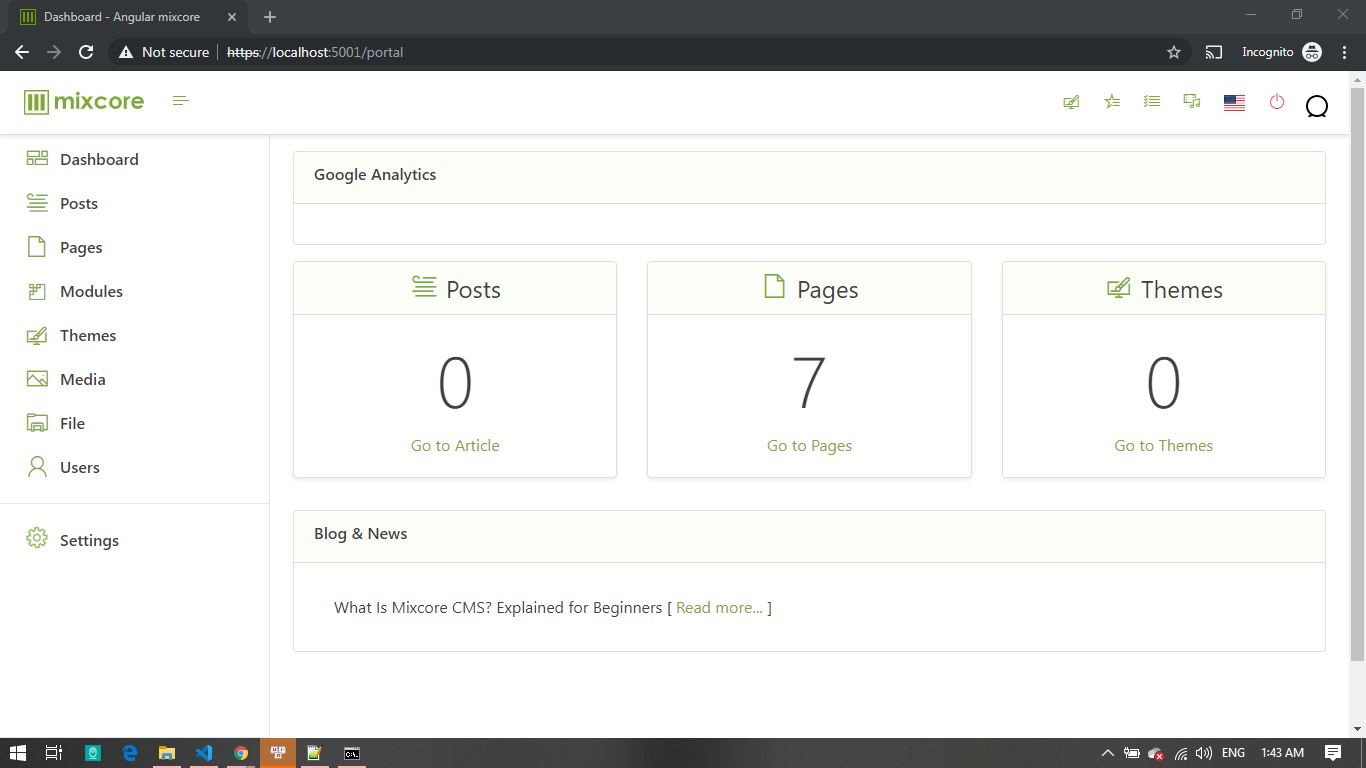 Dashboard - Angular mixcore
Not secure https://localhost:5001/portal Incognito
mixcore
Dashboard
Posts
Pages
Modules
Themes
Media
File
Users
Settings
Google Analytics
Posts
0
Go to Article
Pages
7
Go to Pages
Themes
0
Go to Themes
Blog & News
What Is Mixcore CMS? Explained for Beginners [ Read more... ]
ENG 1:43 AM